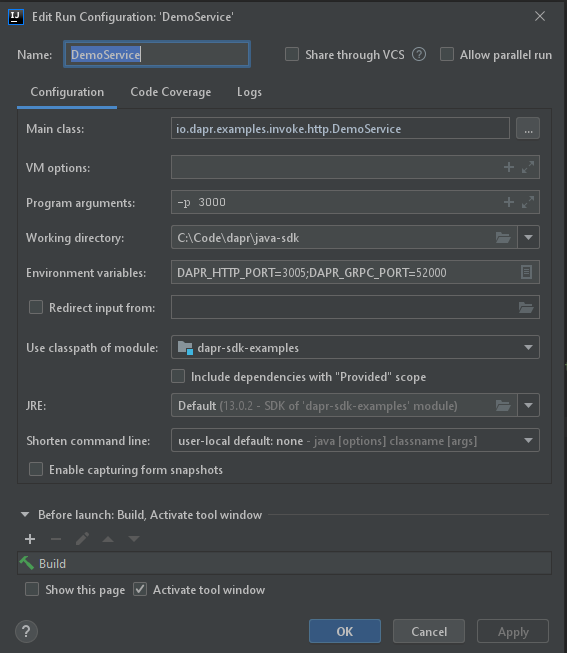 IJ Edit Run Configuration: 'DemoService'
Name: DemoService Share through VCS ? Allow parallel run
Configuration Code Coverage Logs
Main class: io.dapr.examples.invoke.http.DemoService ...
VM options:
Program arguments: -p 3000
Working directory: C:\Code\dapr\java-sdk
Environment variables: DAPR_HTTP_PORT=3005;DAPR_GRPC_PORT=52000
Redirect input from:
Use classpath of module: dapr-sdk-examples
Include dependencies with "Provided" scope
JRE: Default (13.0.2 - SDK of 'dapr-sdk-examples' module)
Shorten command line: user-local default: none - java [options] classname [args]
Enable capturing form snapshots
Before launch: Build, Activate tool window
Build
Show this page Activate tool window
? OK Cancel Apply